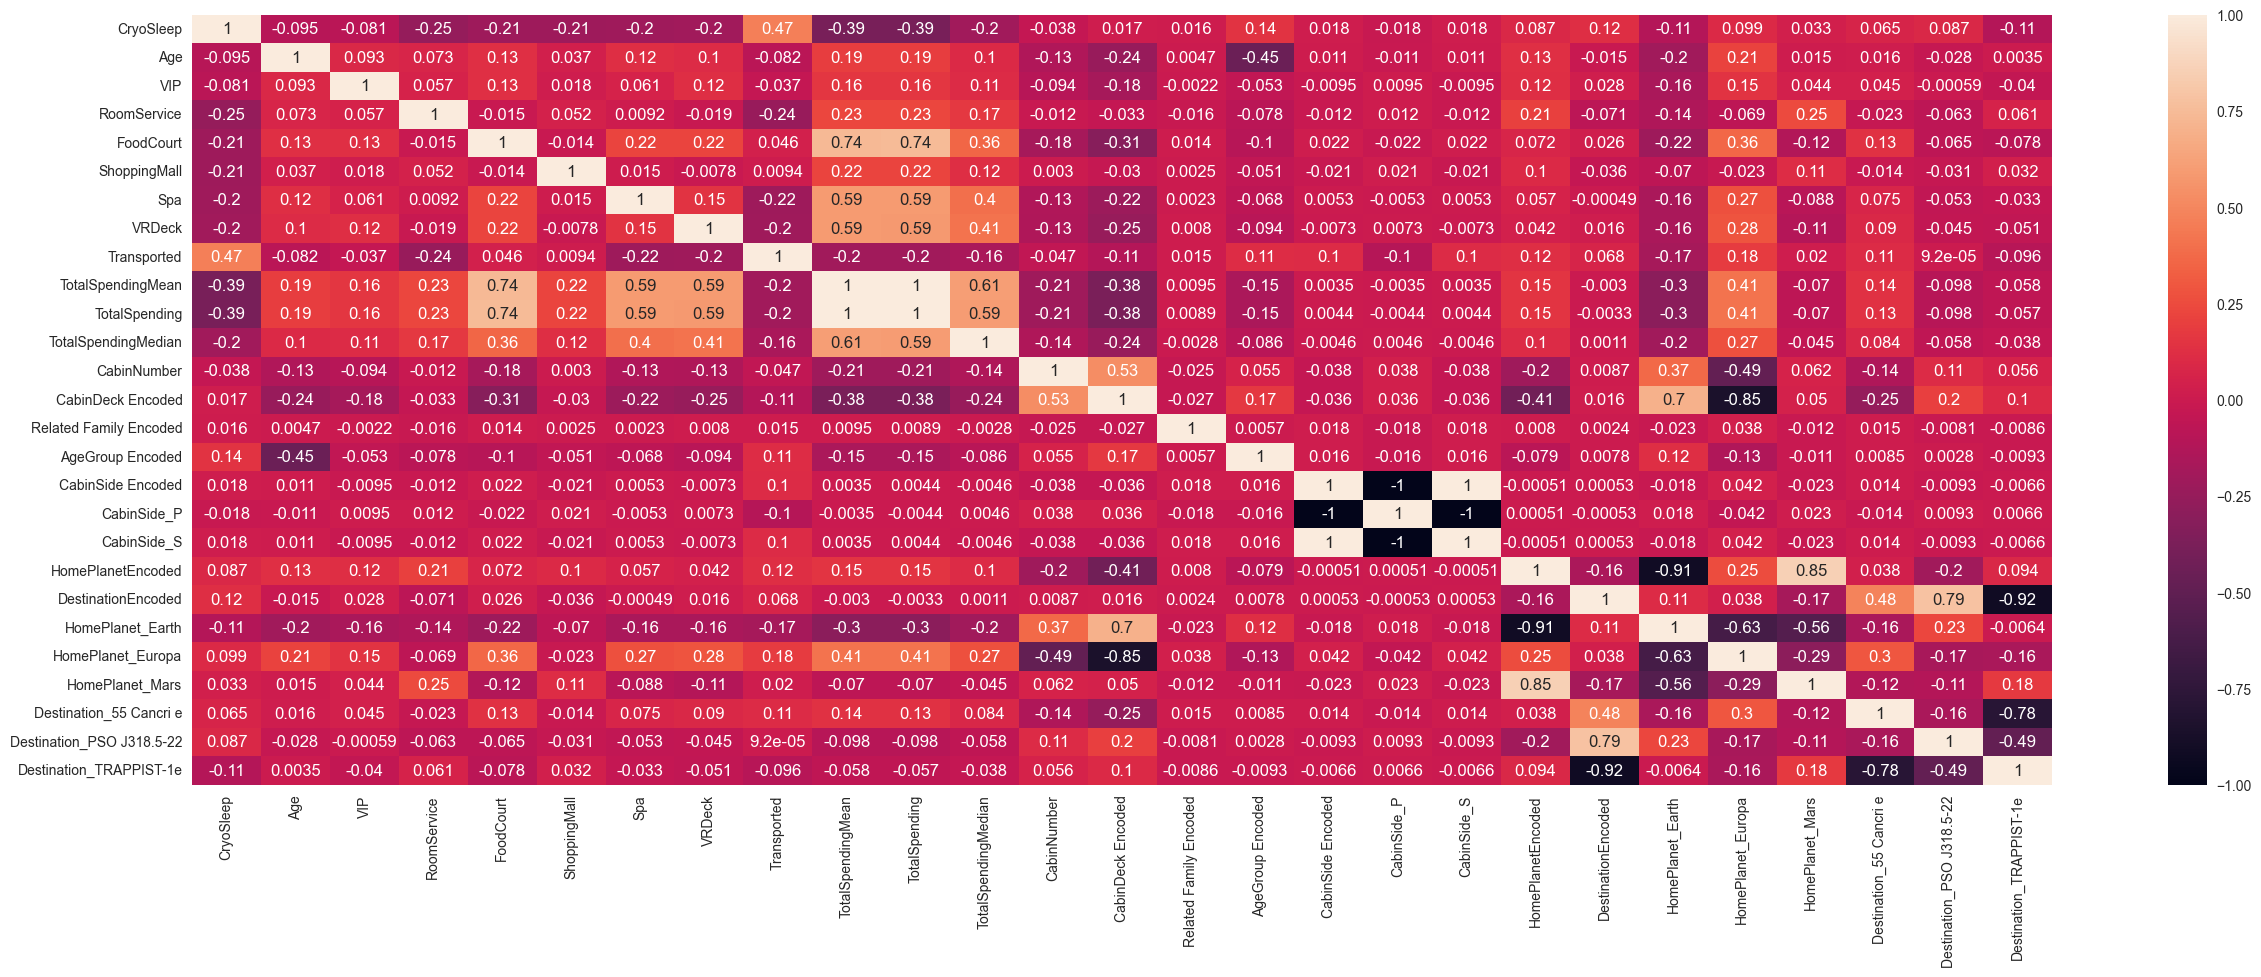 CryoSleep 1 -0.095 -0.081 -0.25 -0.21 -0.21 -0.2 -0.2 0.47 -0.39 -0.39 -0.2 -0.038 0.017 0.016 0.14 0.018 -0.018 0.018 0.087 0.12 -0.11 0.099 0.033 0.065 0.087 -0.11
Age -0.095 1 0.093 0.073 0.13 0.037 0.12 0.1 -0.082 0.19 0.19 0.1 -0.13 -0.24 0.0047 -0.45 0.011 -0.011 0.011 0.13 -0.015 -0.2 0.21 0.015 0.016 -0.028 0.0035
VIP -0.081 0.093 1 0.057 0.13 0.018 0.061 0.12 -0.037 0.16 0.16 0.11 -0.094 -0.18 -0.0022 -0.053 -0.0095 0.0095 -0.0095 0.12 0.028 -0.16 0.15 0.044 0.045 -0.00059 -0.04
RoomService -0.25 0.073 0.057 1 -0.015 0.052 0.0092 -0.019 -0.24 0.23 0.23 0.17 -0.012 -0.033 -0.016 -0.078 -0.012 0.012 -0.012 0.21 -0.071 -0.14 -0.069 0.25 -0.023 -0.063 0.061
FoodCourt -0.21 0.13 0.13 -0.015 1 -0.014 0.22 0.22 0.046 0.74 0.74 0.36 -0.18 -0.31 0.014 -0.1 0.022 -0.022 0.022 0.072 0.026 -0.22 0.36 -0.12 0.13 -0.065 -0.078
ShoppingMall -0.21 0.037 0.018 0.052 -0.014 1 0.015 -0.0078 0.0094 0.22 0.22 0.12 0.003 -0.03 0.0025 -0.051 -0.021 0.021 -0.021 0.1 -0.036 -0.07 -0.023 0.11 -0.014 -0.031 0.032
Spa -0.2 0.12 0.061 0.0092 0.22 0.015 1 0.15 -0.22 0.59 0.59 0.4 -0.13 -0.22 0.0023 -0.068 0.0053 -0.0053 0.0053 0.057 -0.00049 -0.16 0.27 -0.088 0.075 -0.053 -0.033
VRDeck -0.2 0.1 0.12 -0.019 0.22 -0.0078 0.15 1 -0.2 0.59 0.59 0.41 -0.13 -0.25 0.008 -0.094 -0.0073 0.0073 -0.0073 0.042 0.016 -0.16 0.28 -0.11 0.09 -0.045 -0.051
Transported 0.47 -0.082 -0.037 -0.24 0.046 0.0094 -0.22 -0.2 1 -0.2 -0.2 -0.16 -0.047 -0.11 0.015 0.11 0.1 -0.1 0.1 0.12 0.068 -0.17 0.18 0.02 0.11 9.2e-05 -0.096
TotalSpendingMean -0.39 0.19 0.16 0.23 0.74 0.22 0.59 0.59 -0.2 1 1 0.61 -0.21 -0.38 0.0095 -0.15 0.0035 -0.0035 0.0035 0.15 -0.003 -0.3 0.41 -0.07 0.14 -0.098 -0.058
TotalSpending -0.39 0.19 0.16 0.23 0.74 0.22 0.59 0.59 -0.2 1 1 0.59 -0.21 -0.38 0.0089 -0.15 0.0044 -0.0044 0.0044 0.15 -0.0033 -0.3 0.41 -0.07 0.13 -0.098 -0.057
TotalSpendingMedian -0.2 0.1 0.11 0.17 0.36 0.12 0.4 0.41 -0.16 0.61 0.59 1 -0.14 -0.24 -0.0028 -0.086 -0.0046 0.0046 -0.0046 0.1 0.0011 -0.2 0.27 -0.045 0.084 -0.058 -0.038
CabinNumber -0.038 -0.13 -0.094 -0.012 -0.18 0.003 -0.13 -0.13 -0.047 -0.21 -0.21 -0.14 1 0.53 -0.025 0.055 -0.038 0.038 -0.038 -0.2 0.0087 0.37 -0.49 0.062 -0.14 0.11 0.056
CabinDeck Encoded 0.017 -0.24 -0.18 -0.033 -0.31 -0.03 -0.22 -0.25 -0.11 -0.38 -0.38 -0.24 0.53 1 -0.027 0.17 -0.036 0.036 -0.036 -0.41 0.016 0.7 -0.85 0.05 -0.25 0.2 0.1
Related Family Encoded 0.016 0.0047 -0.0022 -0.016 0.014 0.0025 0.0023 0.008 0.015 0.0095 0.0089 -0.0028 -0.025 -0.027 1 0.0057 0.018 -0.018 0.018 0.008 0.0024 -0.023 0.038 -0.012 0.015 -0.0081 -0.0086
AgeGroup Encoded 0.14 -0.45 -0.053 -0.078 -0.1 -0.051 -0.068 -0.094 0.11 -0.15 -0.15 -0.086 0.055 0.17 0.0057 1 0.016 -0.016 0.016 -0.079 0.0078 0.12 -0.13 -0.011 0.0085 0.0028 -0.0093
CabinSide Encoded 0.018 0.011 -0.0095 -0.012 0.022 -0.021 0.0053 -0.0073 0.1 0.0035 0.0044 -0.0046 -0.038 -0.036 0.018 0.016 1 -1 1 -0.00051 0.00053 -0.018 0.042 -0.023 0.014 -0.0093 -0.0066
CabinSide_P -0.018 -0.011 0.0095 0.012 -0.022 0.021 -0.0053 0.0073 -0.1 -0.0035 -0.0044 0.0046 0.038 0.036 -0.018 -0.016 -1 1 -1 0.00051 -0.00053 0.018 -0.042 0.023 -0.014 0.0093 0.0066
CabinSide_S 0.018 0.011 -0.0095 -0.012 0.022 -0.021 0.0053 -0.0073 0.1 0.0035 0.0044 -0.0046 -0.038 -0.036 0.018 0.016 1 -1 1 -0.00051 0.00053 -0.018 0.042 -0.023 0.014 -0.0093 -0.0066
HomePlanetEncoded 0.087 0.13 0.12 0.21 0.072 0.1 0.057 0.042 0.12 0.15 0.15 0.1 -0.2 -0.41 0.008 -0.079 -0.00051 0.00051 -0.00051 1 -0.16 -0.91 0.25 0.85 0.038 -0.2 0.094
DestinationEncoded 0.12 -0.015 0.028 -0.071 0.026 -0.036 -0.00049 0.016 0.068 -0.003 -0.0033 0.0011 0.0087 0.016 0.0024 0.0078 0.00053 -0.00053 0.00053 -0.16 1 0.11 0.038 -0.17 0.48 0.79 -0.92
HomePlanet_Earth -0.11 -0.2 -0.16 -0.14 -0.22 -0.07 -0.16 -0.16 -0.17 -0.3 -0.3 -0.2 0.37 0.7 -0.023 0.12 -0.018 0.018 -0.018 -0.91 0.11 1 -0.63 -0.56 -0.16 0.23 -0.0064
HomePlanet_Europa 0.099 0.21 0.15 -0.069 0.36 -0.023 0.27 0.28 0.18 0.41 0.41 0.27 -0.49 -0.85 0.038 -0.13 0.042 -0.042 0.042 0.25 0.038 -0.63 1 -0.29 0.3 -0.17 -0.16
HomePlanet_Mars 0.033 0.015 0.044 0.25 -0.12 0.11 -0.088 -0.11 0.02 -0.07 -0.07 -0.045 0.062 0.05 -0.012 -0.011 -0.023 0.023 -0.023 0.85 -0.17 -0.56 -0.29 1 -0.12 -0.11 0.18
Destination_55 Cancri e 0.065 0.016 0.045 -0.023 0.13 -0.014 0.075 0.09 0.11 0.14 0.13 0.084 -0.14 -0.25 0.015 0.0085 0.014 -0.014 0.014 0.038 0.48 -0.16 0.3 -0.12 1 -0.16 -0.78
Destination_PSO J318.5-22 0.087 -0.028 -0.00059 -0.063 -0.065 -0.031 -0.053 -0.045 9.2e-05 -0.098 -0.098 -0.058 0.11 0.2 -0.0081 0.0028 -0.0093 0.0093 -0.0093 -0.2 0.79 0.23 -0.17 -0.11 -0.16 1 -0.49
Destination_TRAPPIST-1e -0.11 0.0035 -0.04 0.061 -0.078 0.032 -0.033 -0.051 -0.096 -0.058 -0.057 -0.038 0.056 0.1 -0.0086 -0.0093 -0.0066 0.0066 -0.0066 0.094 -0.92 -0.0064 -0.16 0.18 -0.78 -0.49 1
CryoSleep
Age
VIP
RoomService
FoodCourt
ShoppingMall
Spa
VRDeck
Transported
TotalSpendingMean
TotalSpending
TotalSpendingMedian
CabinNumber
CabinDeck Encoded
Related Family Encoded
AgeGroup Encoded
CabinSide Encoded
CabinSide_P
CabinSide_S
HomePlanetEncoded
DestinationEncoded
HomePlanet_Earth
HomePlanet_Europa
HomePlanet_Mars
Destination_55 Cancri e
Destination_PSO J318.5-22
Destination_TRAPPIST-1e
1.00
0.75
0.50
0.25
0.00
−0.25
−0.50
−0.75
−1.00